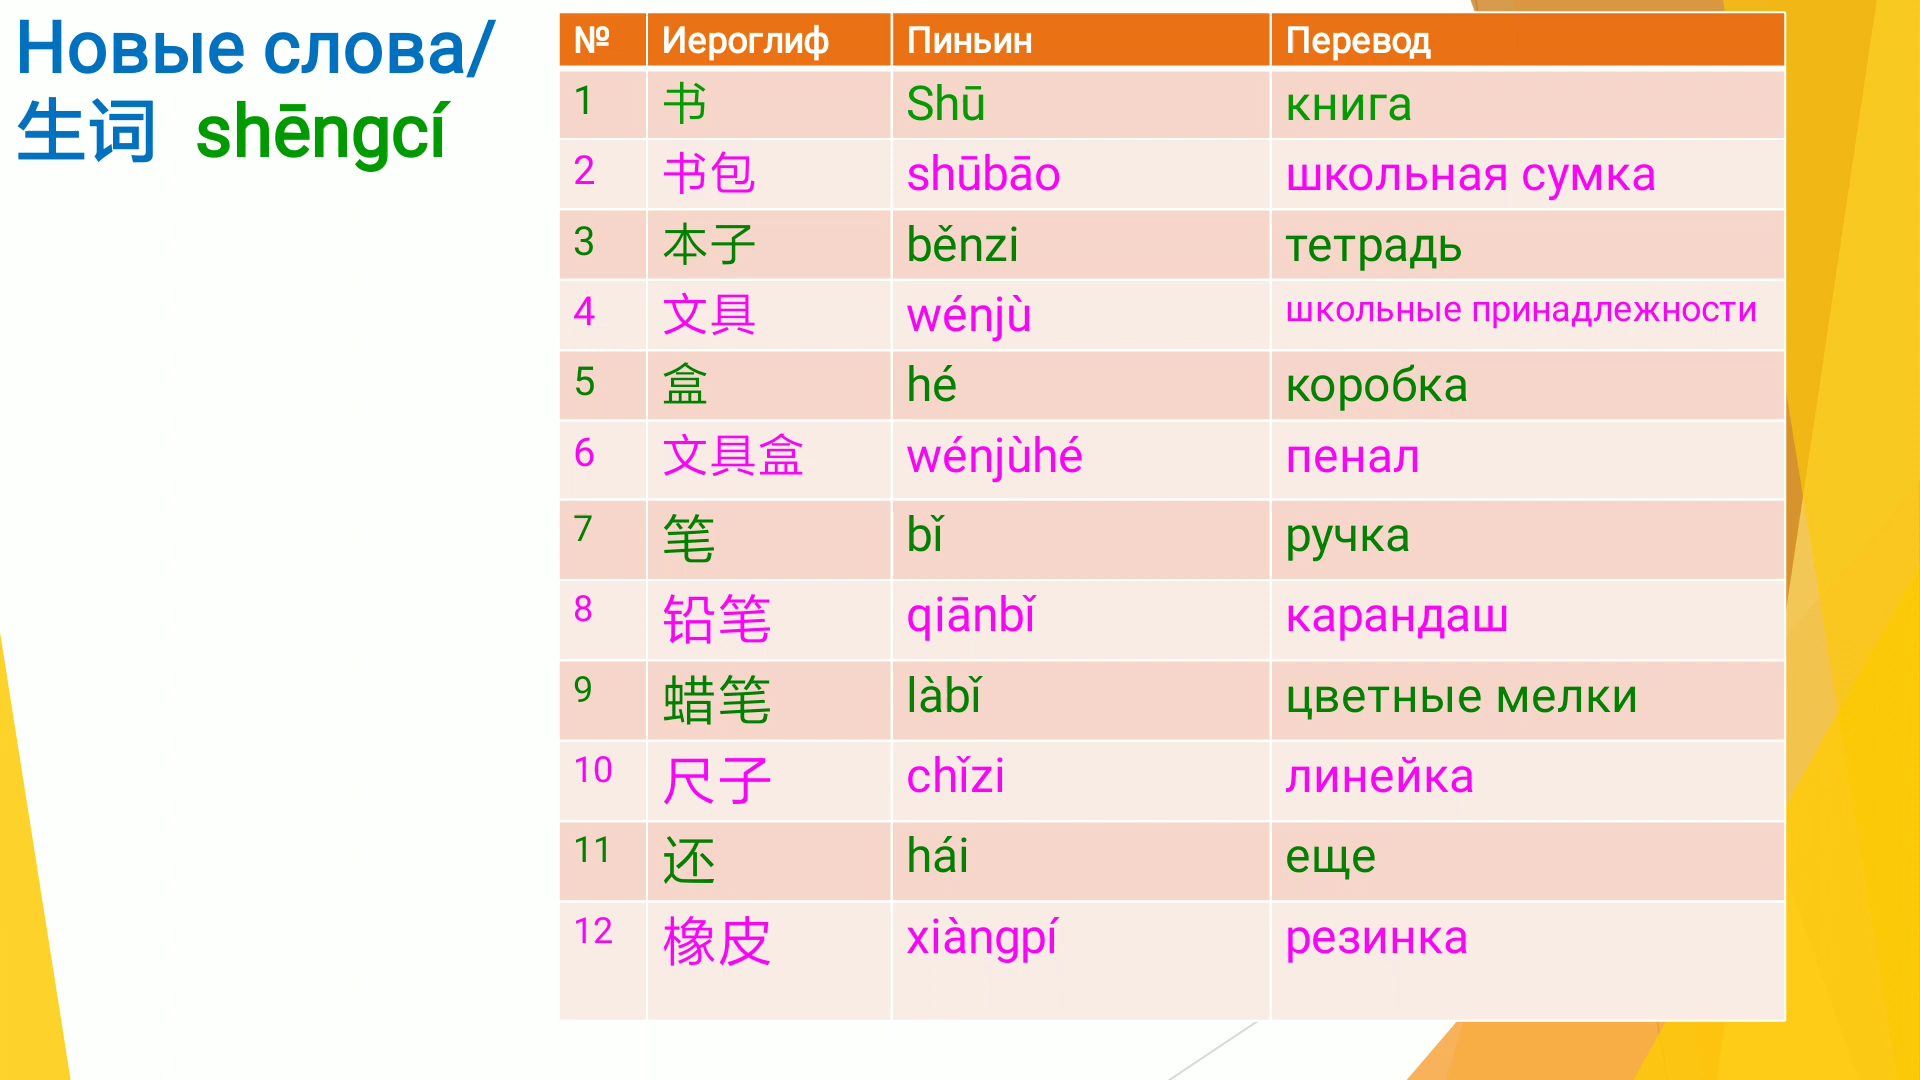 Новые слова/
生词 shēngcí
№ Иероглиф Пиньин Перевод
1 书 Shū книга
2 书包 shūbāo школьная сумка
3 本子 běnzi тетрадь
4 文具 wénjù школьные принадлежности
5 盒 hé коробка
6 文具盒 wénjùhé пенал
7 笔 bǐ ручка
8 铅笔 qiānbǐ карандаш
9 蜡笔 làbǐ цветные мелки
10 尺子 chǐzi линейка
11 还 hái еще
12 橡皮 xiàngpí резинка